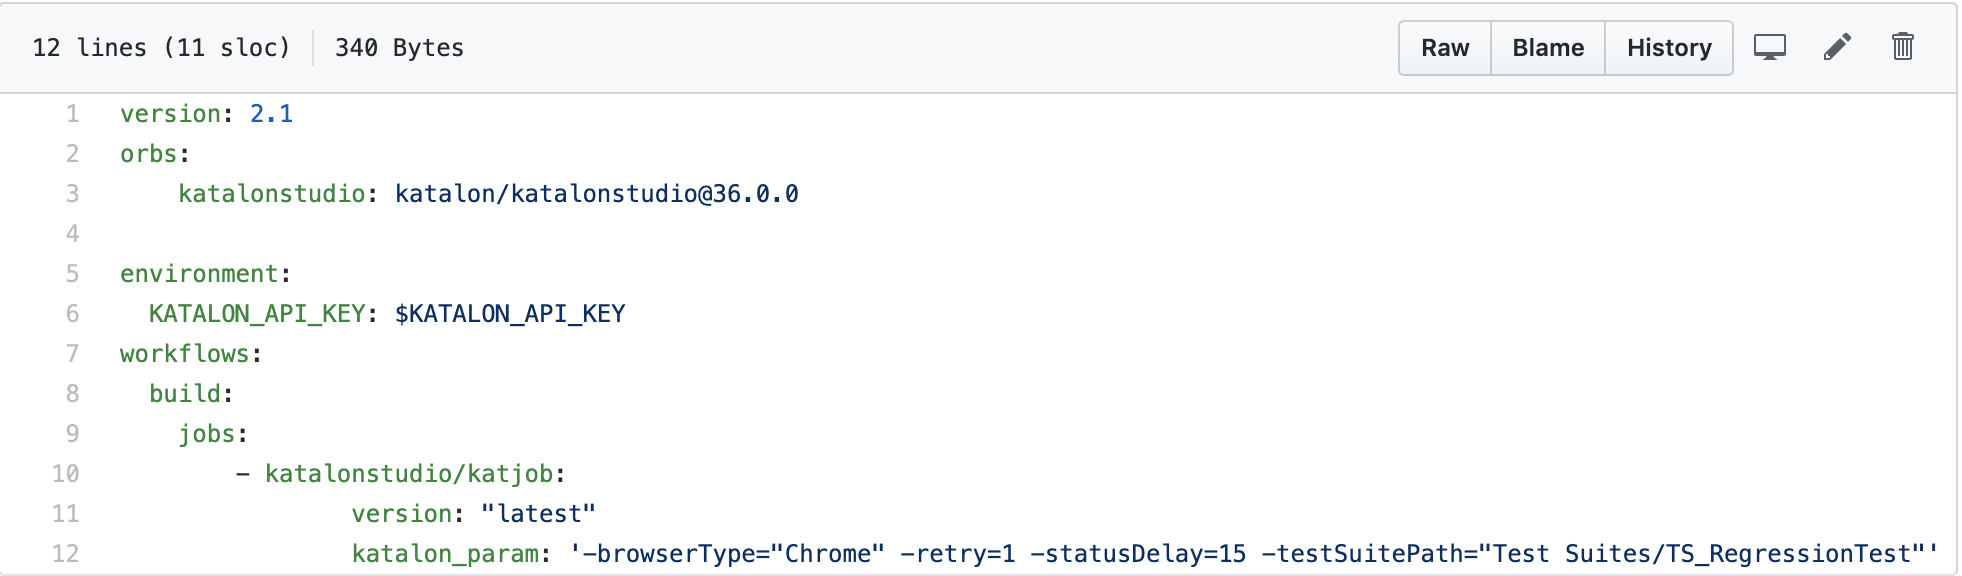 12 lines (11 sloc) 340 Bytes Raw Blame History
1 version: 2.1
2 orbs:
3 katalonstudio: katalon/katalonstudio@36.0.0
4
5 environment:
6 KATALON_API_KEY: $KATALON_API_KEY
7 workflows:
8 build:
9 jobs:
10 - katalonstudio/katjob:
11 version: "latest"
12 katalon_param: '-browserType="Chrome" -retry=1 -statusDelay=15 -testSuitePath="Test Suites/TS_RegressionTest"'